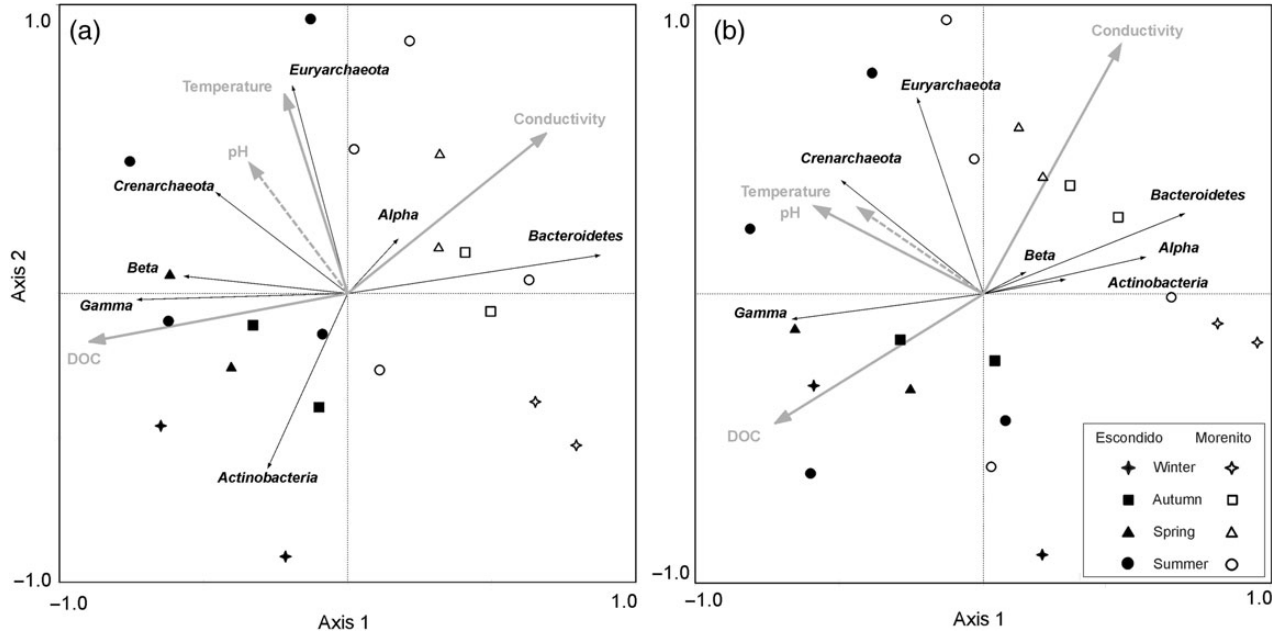 1.0
(a)
Euryarchaeota
Temperature
Conductivity
pH
Crenarchaeota
Alpha
Bacteroidetes
Beta
Gamma
DOC
Actinobacteria
Axis 2
−1.0
−1.0
1.0
Axis 1
1.0
(b)
Conductivity
Euryarchaeota
Crenarchaeota
Temperature
pH
Bacteroidetes
Alpha
Beta
Actinobacteria
Gamma
DOC
Escondido Morenito
Winter
Autumn
Spring
Summer
−1.0
−1.0
1.0
Axis 1